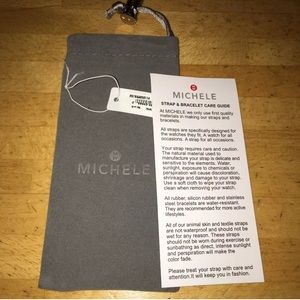 MICHELE
MICHELE
STRAP & BRACELET CARE GUIDE
At MICHELE we only use first quality
materials in making our straps and
bracelets.
All straps are specifically designed for
the watches they fit. A watch for all
occasions. A strap for all occasions.
Your strap requires care and caution.
The natural material used to
manufacture your strap is delicate and
sensitive to the elements. Water,
sunlight, exposure to chemicals or
perspiration will cause discoloration,
shrinkage and damage to your strap.
Use a soft cloth to wipe your strap
clean when removing your watch.
All rubber, silicon rubber and stainless
steel bracelets are water-resistant.
They are recommended for more active
lifestyles.
All of our animal skin and textile straps
are not waterproof and should not be
wet for any reason. These straps
should not be worn during exercise or
sunbathing as direct, intense sunlight
and perspiration will make the
color fade.
Please treat your strap with care and
attention.It will keep you in fashion.